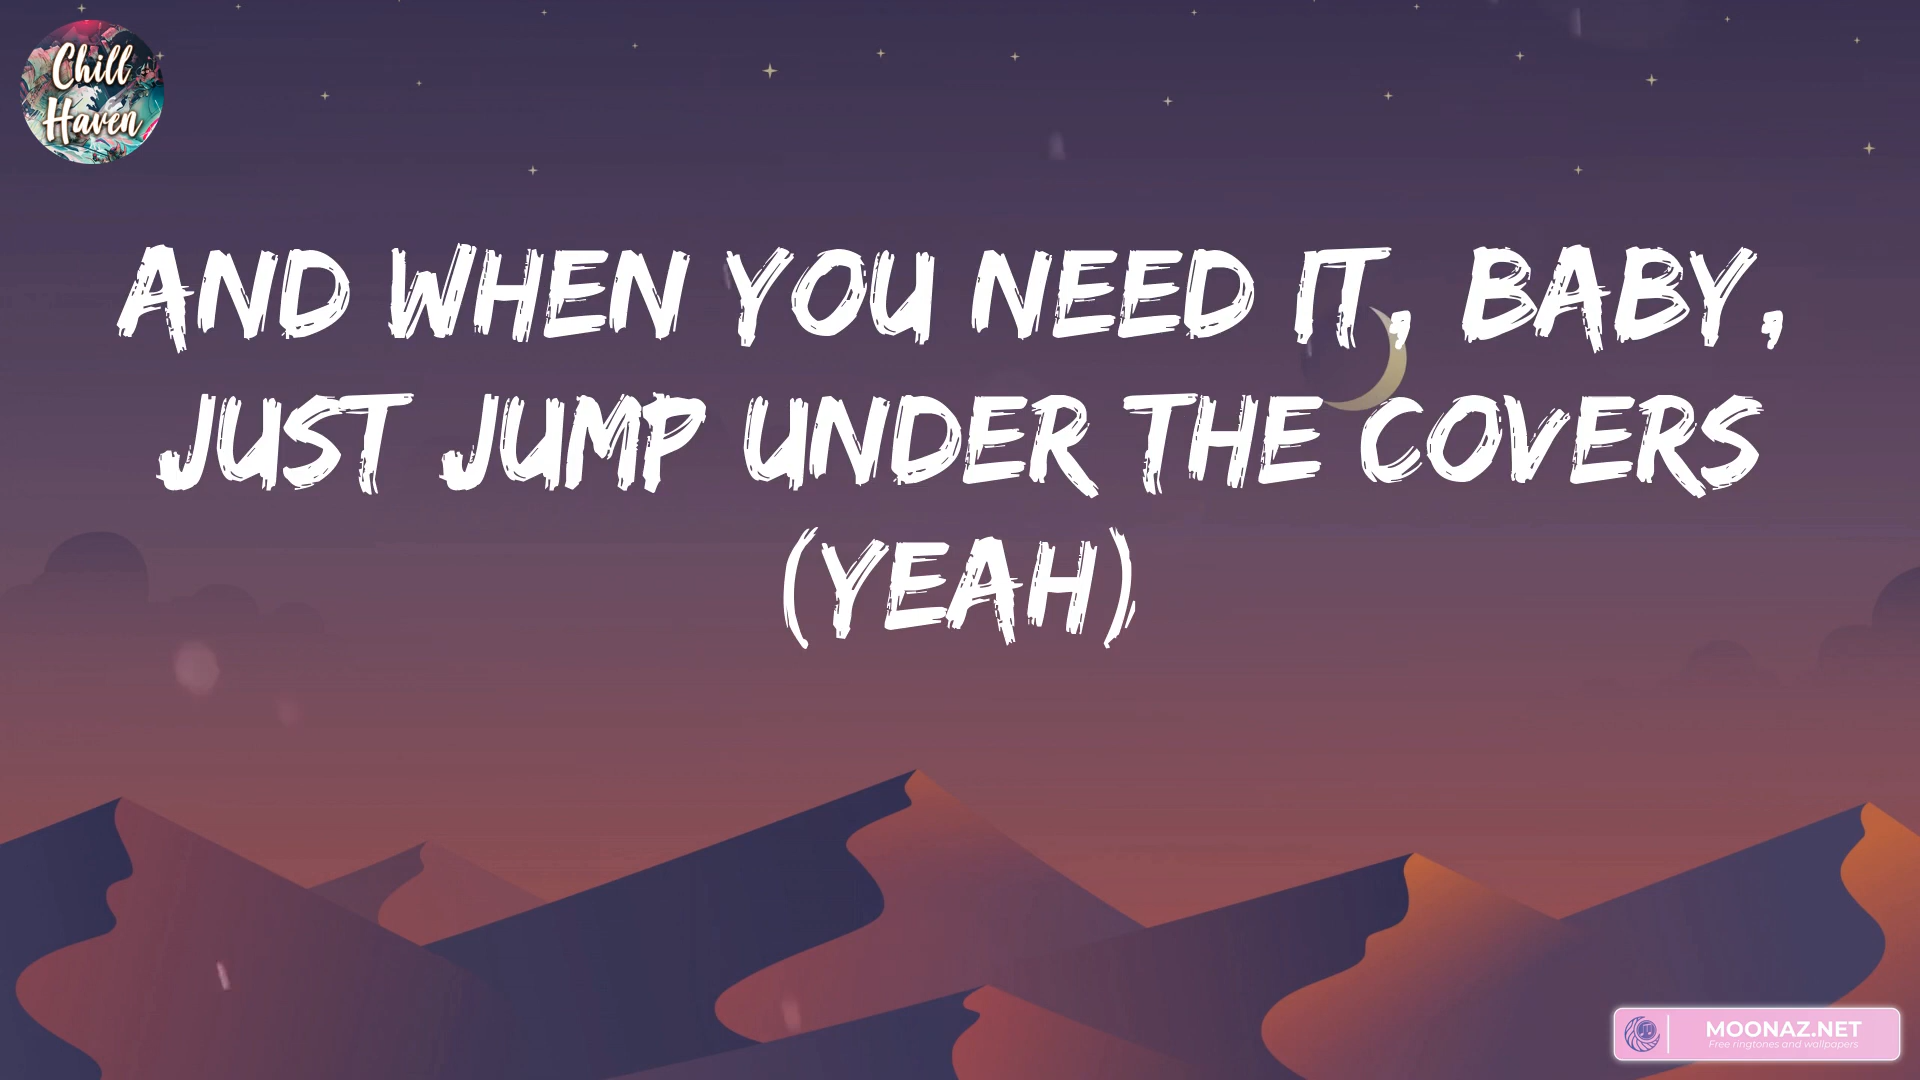 Chill
Haven
AND WHEN YOU NEED IT, BABY,
JUST JUMP UNDER THE COVERS
(YEAH)
MOONAZ.NET
Free ringtones and wallpapers